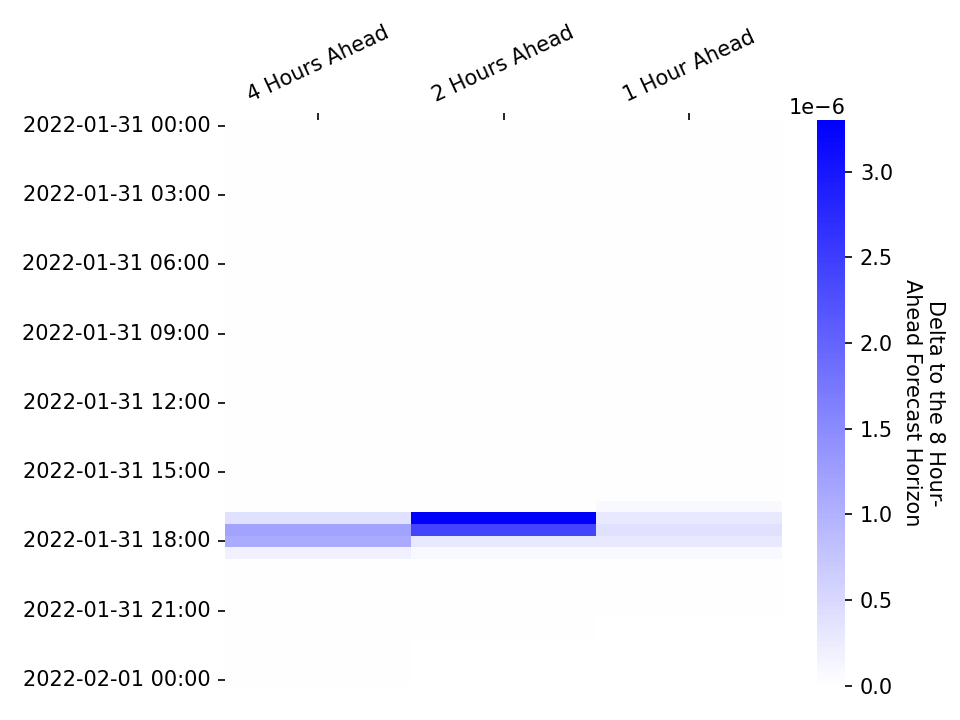 4 Hours Ahead
2 Hours Ahead
1 Hour Ahead
1e−6
2022-01-31 00:00
2022-01-31 03:00
2022-01-31 06:00
2022-01-31 09:00
2022-01-31 12:00
2022-01-31 15:00
2022-01-31 18:00
2022-01-31 21:00
2022-02-01 00:00
3.0
2.5
2.0
1.5
1.0
0.5
0.0
Delta to the 8 Hour-
Ahead Forecast Horizon